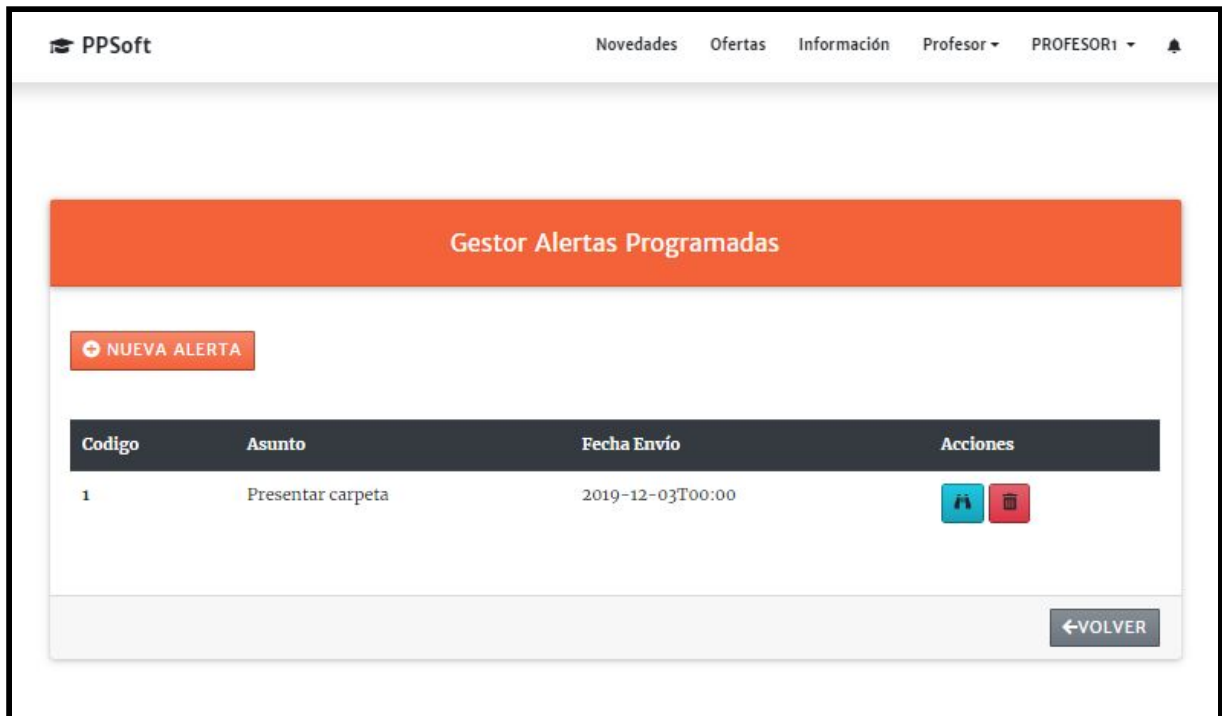 PPSoft Novedades Ofertas Información Profesor PROFESOR1
Gestor Alertas Programadas
NUEVA ALERTA
Codigo Asunto Fecha Envío Acciones
1 Presentar carpeta 2019-12-03T00:00
VOLVER